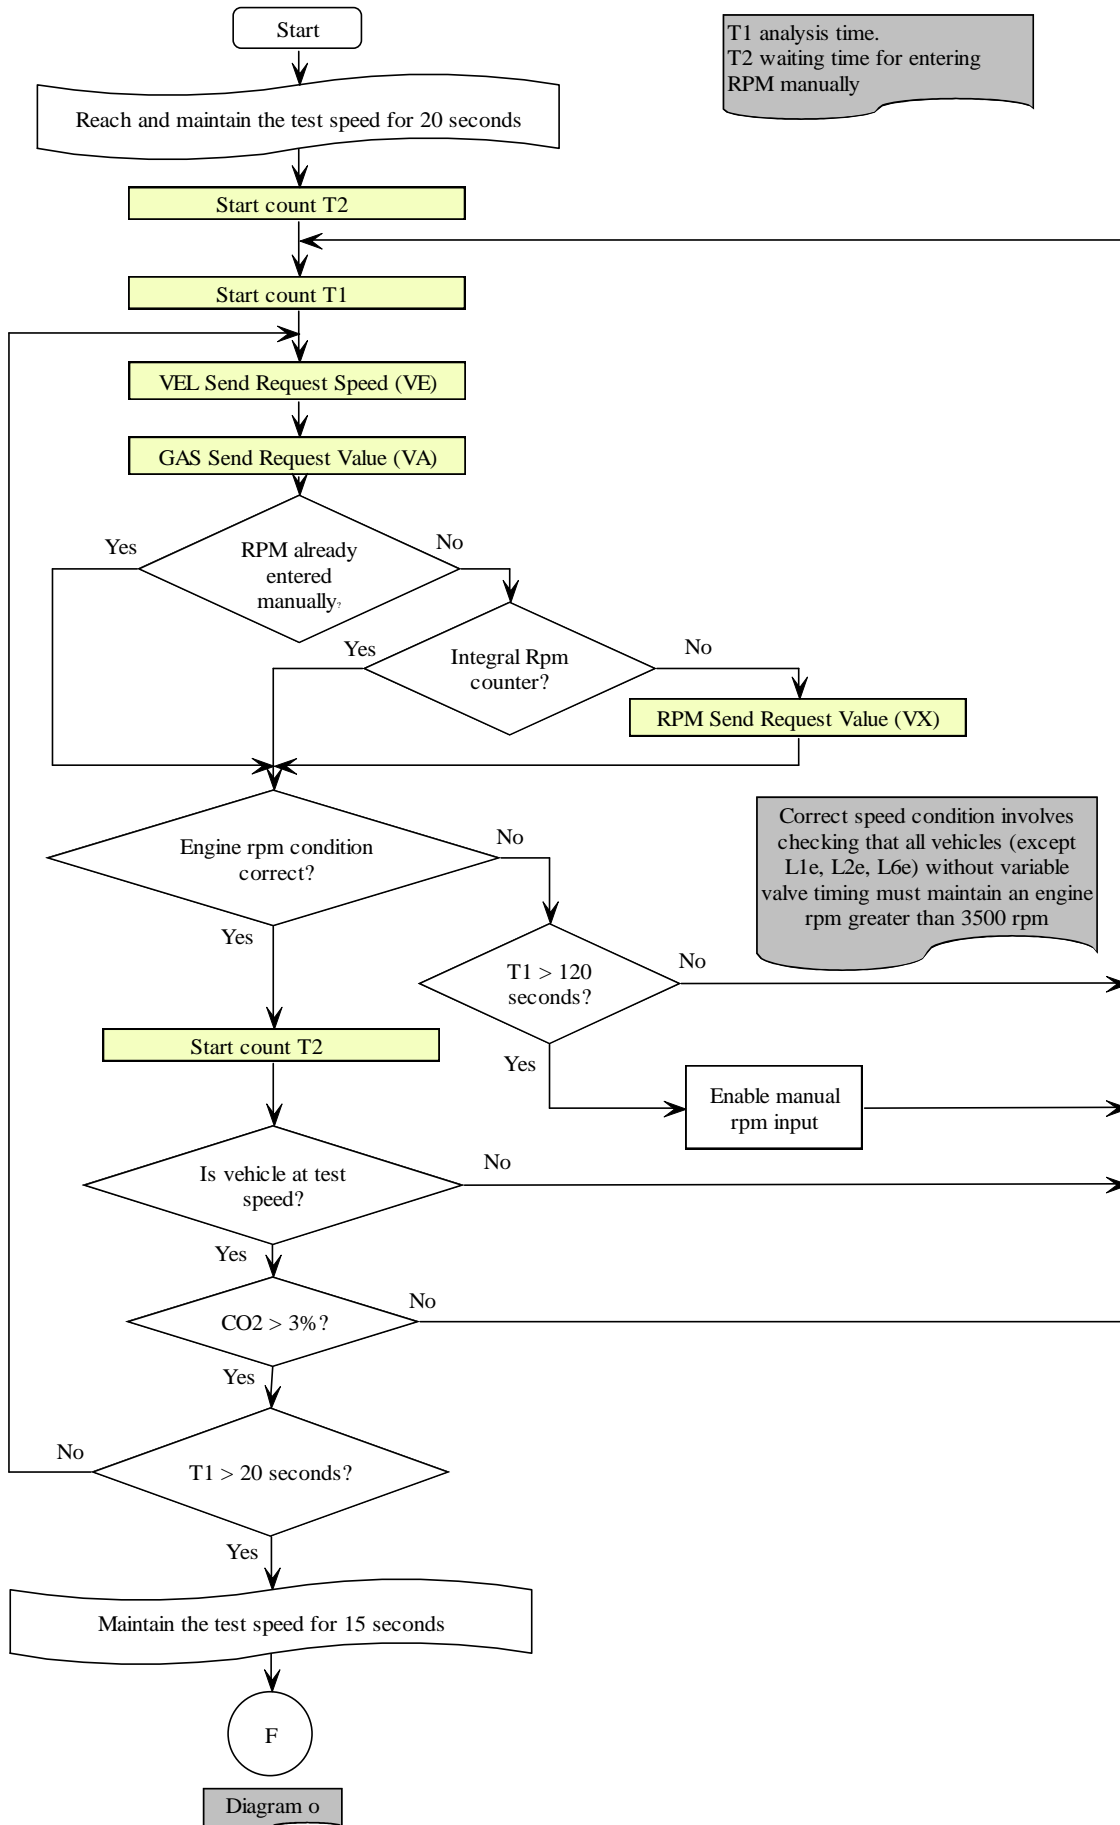 Start
T1 analysis time.
T2 waiting time for entering
RPM manually
Reach and maintain the test speed for 20 seconds
Start count T2
Start count T1
VEL Send Request Speed (VE)
GAS Send Request Value (VA)
Yes
No
RPM already
entered
manually?
Yes
No
Integral Rpm
counter?
RPM Send Request Value (VX)
No
Engine rpm condition
correct?
Correct speed condition involves
checking that all vehicles (except
L1e, L2e, L6e) without variable
valve timing must maintain an engine
rpm greater than 3500 rpm
Yes
No
T1 > 120
seconds?
Start count T2
Yes
Enable manual
rpm input
No
Is vehicle at test
speed?
Yes
No
CO2 > 3%?
Yes
No
T1 > 20 seconds?
Yes
Maintain the test speed for 15 seconds
F
Diagram o